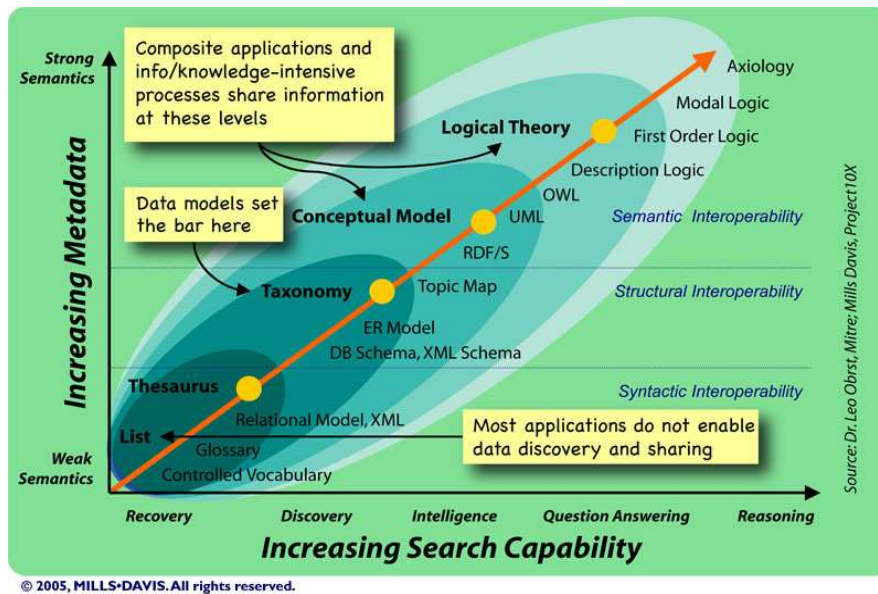 Strong
Semantics
Composite applications and
info/knowledge-intensive
processes share information
at these levels
Axiology
Modal Logic
Logical Theory
First Order Logic
Description Logic
Data models set
the bar here
OWL
Conceptual Model
UML
Semantic Interoperability
RDF/S
Increasing Metadata
Taxonomy
Topic Map
Structural Interoperability
ER Model
DB Schema, XML Schema
Thesaurus
Syntactic Interoperability
Relational Model, XML
Most applications do not enable
data discovery and sharing
List
Glossary
Controlled Vocabulary
Weak
Semantics
Source: Dr. Leo Obrst, Mitre; Mills Davis, Project10X
Recovery Discovery Intelligence Question Answering Reasoning
Increasing Search Capability
© 2005, MILLS•DAVIS. All rights reserved.